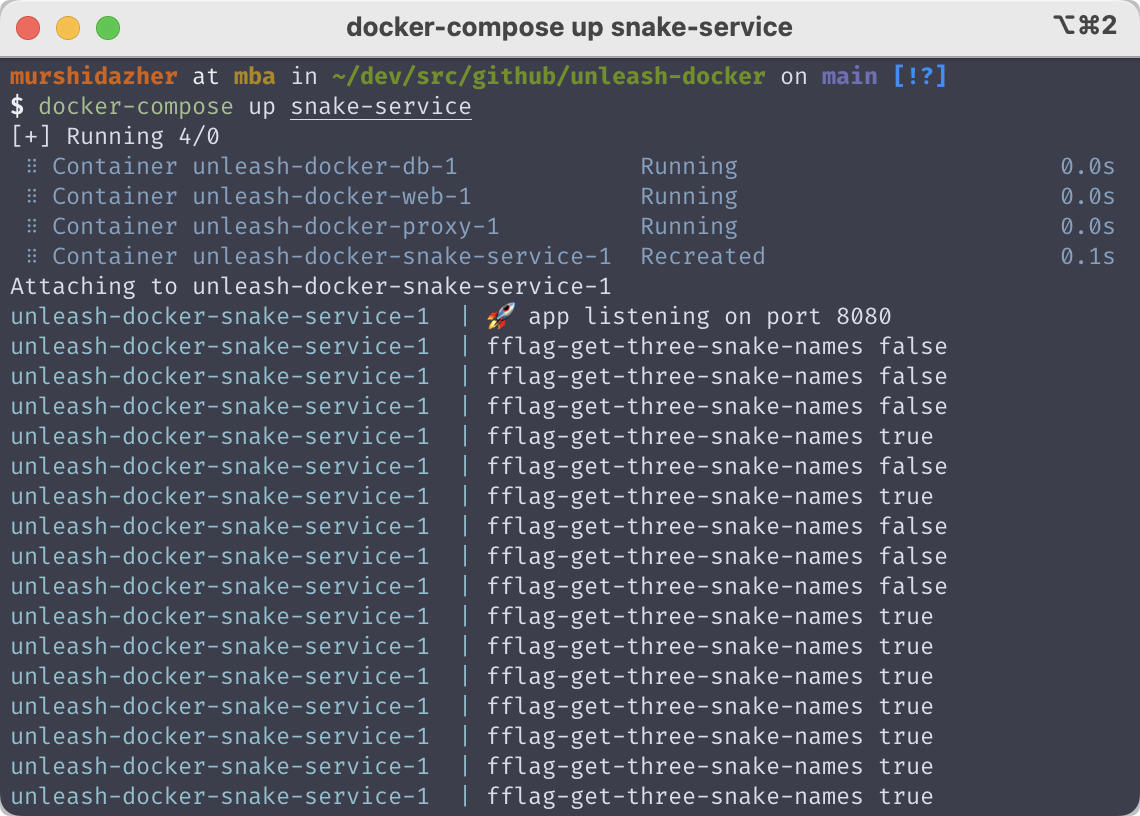 docker-compose up snake-service ⌥⌘2
murshidazher at mba in ~/dev/src/github/unleash-docker on main [!?]
$ docker-compose up snake-service
[+] Running 4/0
⠿ Container unleash-docker-db-1 Running 0.0s
⠿ Container unleash-docker-web-1 Running 0.0s
⠿ Container unleash-docker-proxy-1 Running 0.0s
⠿ Container unleash-docker-snake-service-1 Recreated 0.1s
Attaching to unleash-docker-snake-service-1
unleash-docker-snake-service-1 | 🚀 app listening on port 8080
unleash-docker-snake-service-1 | fflag-get-three-snake-names false
unleash-docker-snake-service-1 | fflag-get-three-snake-names false
unleash-docker-snake-service-1 | fflag-get-three-snake-names false
unleash-docker-snake-service-1 | fflag-get-three-snake-names true
unleash-docker-snake-service-1 | fflag-get-three-snake-names false
unleash-docker-snake-service-1 | fflag-get-three-snake-names true
unleash-docker-snake-service-1 | fflag-get-three-snake-names false
unleash-docker-snake-service-1 | fflag-get-three-snake-names false
unleash-docker-snake-service-1 | fflag-get-three-snake-names false
unleash-docker-snake-service-1 | fflag-get-three-snake-names true
unleash-docker-snake-service-1 | fflag-get-three-snake-names true
unleash-docker-snake-service-1 | fflag-get-three-snake-names true
unleash-docker-snake-service-1 | fflag-get-three-snake-names true
unleash-docker-snake-service-1 | fflag-get-three-snake-names true
unleash-docker-snake-service-1 | fflag-get-three-snake-names true
unleash-docker-snake-service-1 | fflag-get-three-snake-names true